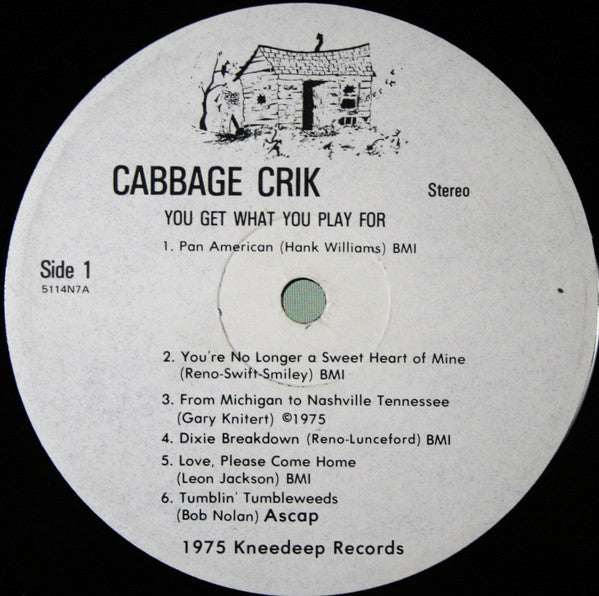 CABBAGE CRIK
Stereo
YOU GET WHAT YOU PLAY FOR
1. Pan American (Hank Williams) BMI
Side 1
5114N7A
2. You're No Longer a Sweet Heart of Mine
(Reno-Swift-Smiley) BMI
3. From Michigan to Nashville Tennessee
(Gary Knitert) ©1975
4. Dixie Breakdown (Reno-Lunceford) BMI
5. Love, Please Come Home
(Leon Jackson) BMI
6. Tumblin' Tumbleweeds
(Bob Nolan) Ascap
1975 Kneedeep Records